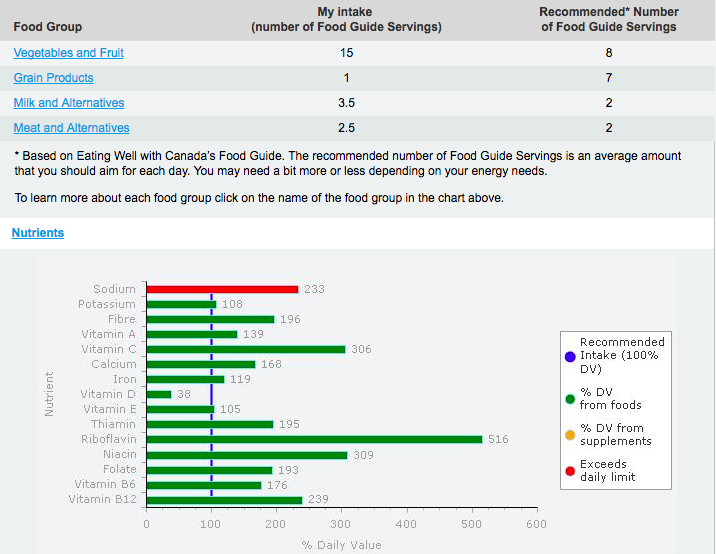 Food Group
My intake
(number of Food Guide Servings)
Recommended* Number
of Food Guide Servings
Vegetables and Fruit 15 8
Grain Products 1 7
Milk and Alternatives 3.5 2
Meat and Alternatives 2.5 2
* Based on Eating Well with Canada's Food Guide. The recommended number of Food Guide Servings is an average amount
that you should aim for each day. You may need a bit more or less depending on your energy needs.
To learn more about each food group click on the name of the food group in the chart above.
Nutrients
Nutrient
Sodium 233
Potassium 108
Fibre 196
Vitamin A 139
Vitamin C 306
Calcium 168
Iron 119
Vitamin D 38
Vitamin E 105
Thiamin 195
Riboflavin 516
Niacin 309
Folate 193
Vitamin B6 176
Vitamin B12 239
0 100 200 300 400 500 600
% Daily Value
Recommended
Intake (100%
DV)
% DV
from foods
% DV from
supplements
Exceeds
daily limit